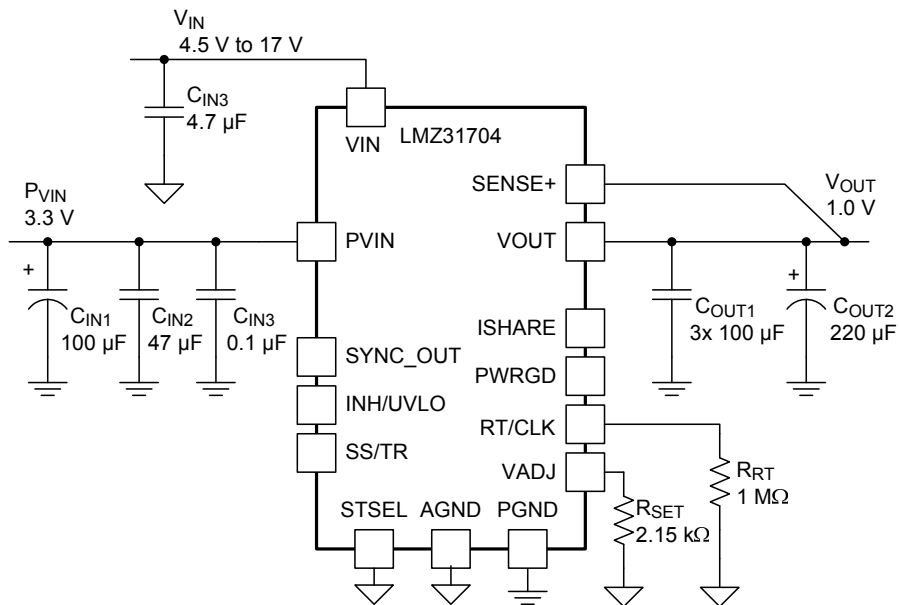 VIN
4.5 V to 17 V
CIN3
4.7 µF
LMZ31704
VIN
SENSE+
VOUT
1.0 V
PVIN
3.3 V
PVIN
VOUT
+
CIN1
100 µF
CIN2
47 µF
CIN3
0.1 µF
COUT1
3x 100 µF
+
COUT2
220 µF
ISHARE
SYNC_OUT
PWRGD
INH/UVLO
RT/CLK
SS/TR
VADJ
RRT
1 MΩ
STSEL
AGND
PGND
RSET
2.15 kΩ